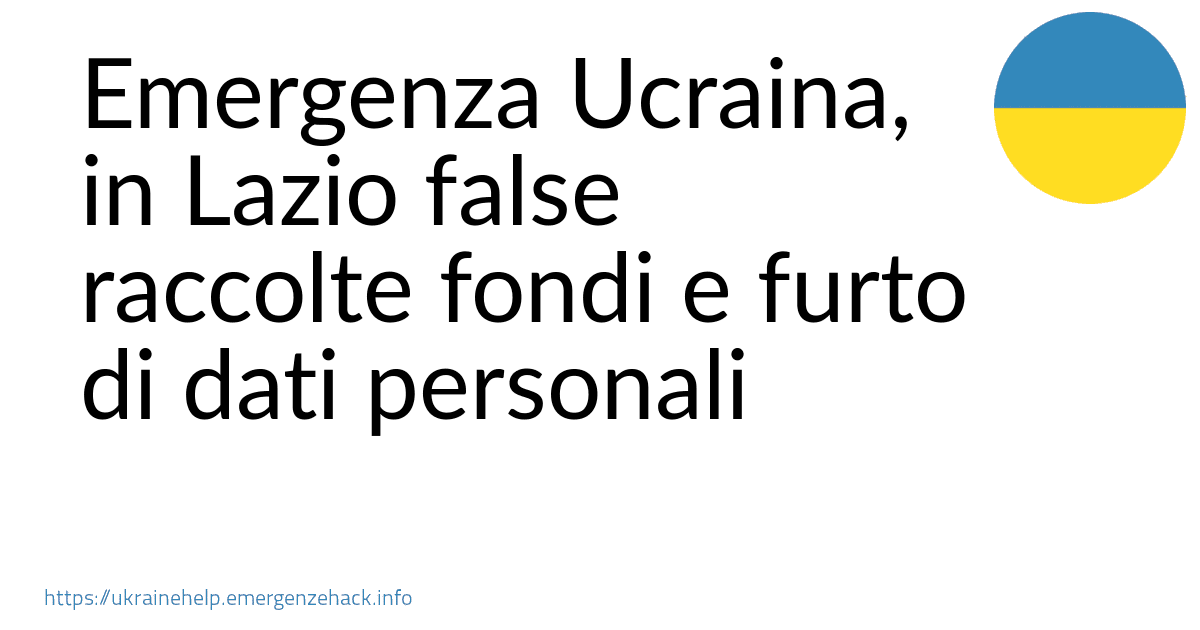 Emergenza Ucraina,
in Lazio false
raccolte fondi e furto
di dati personali
https://ukrainehelp.emergenzehack.info